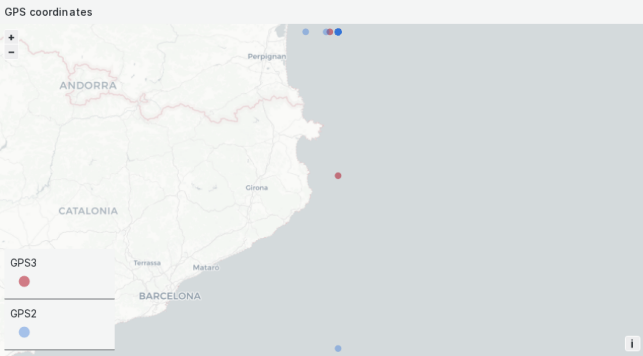 GPS coordinates
+
−
Perpignan
ANDORRA
Girona
CATALONIA
Terrassa
Mataro
BARCELONA
GPS3
GPS2
i